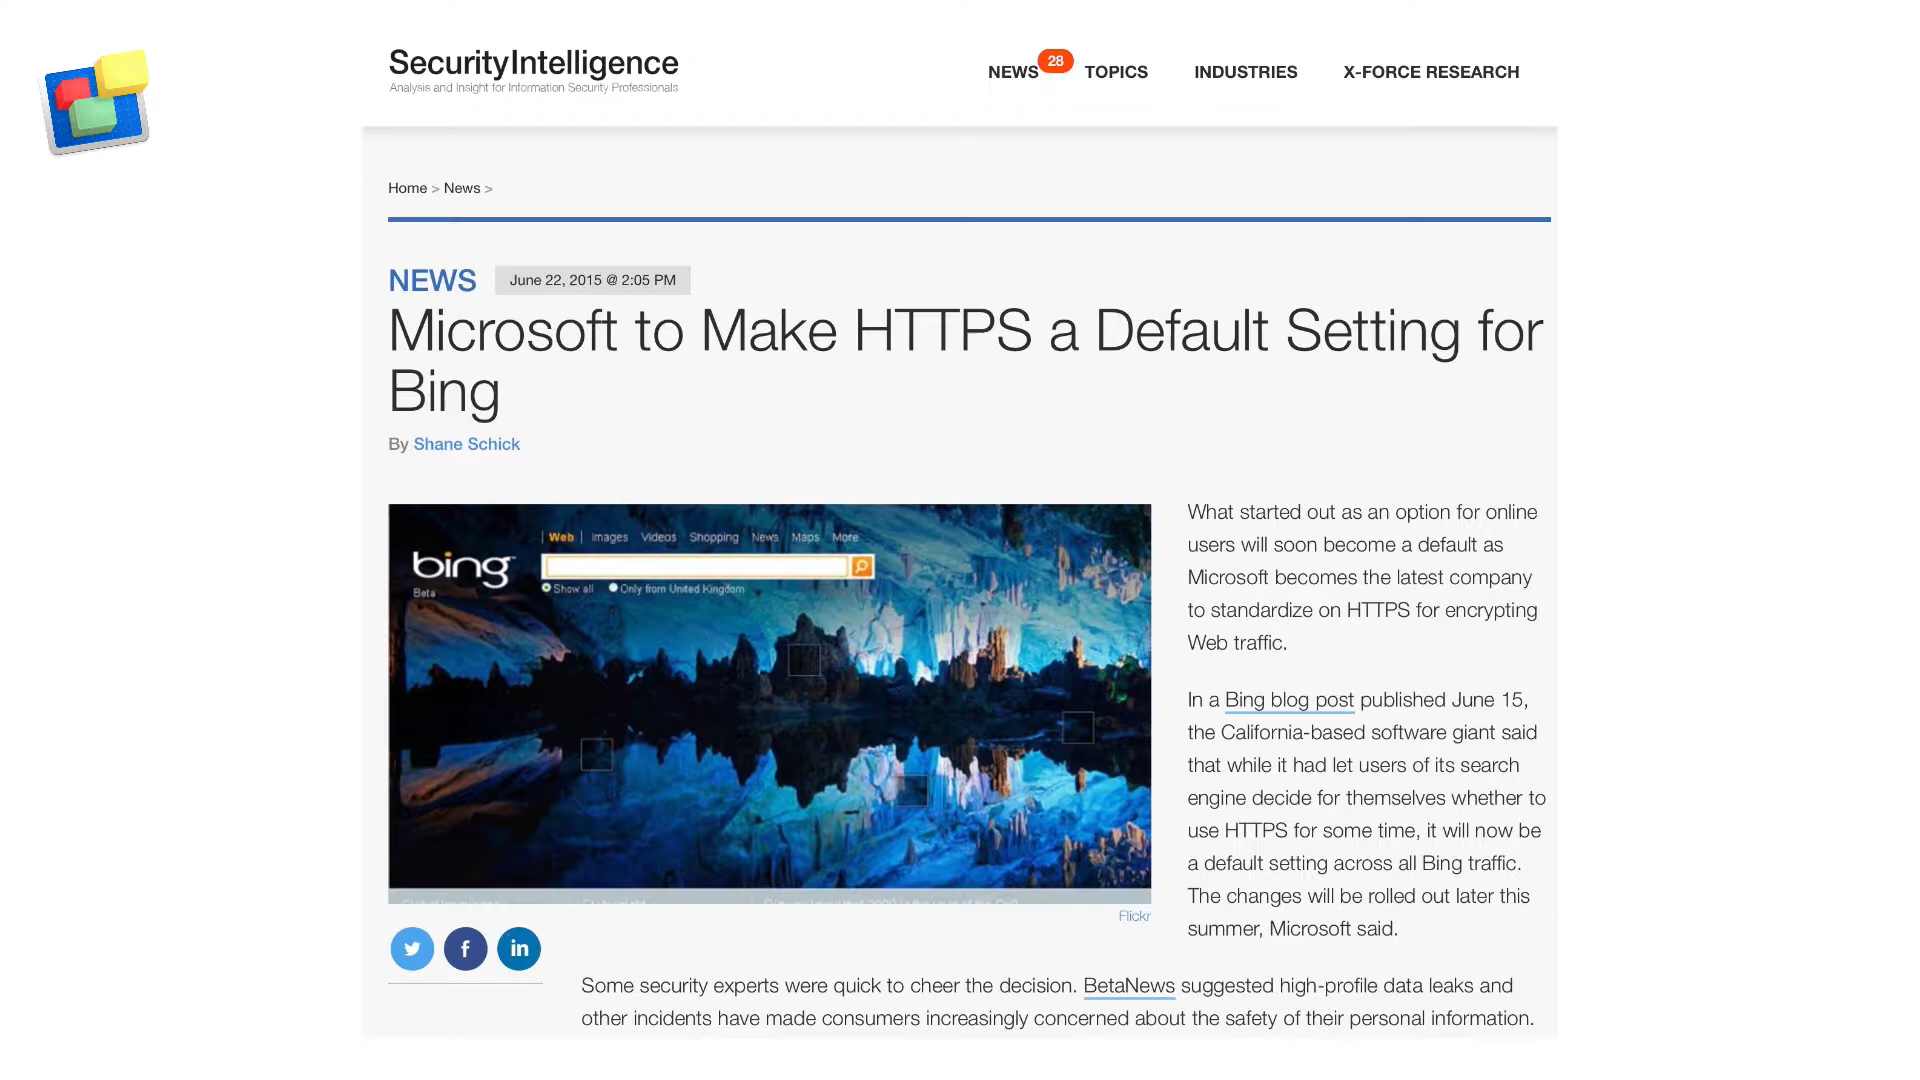 SecurityIntelligence
Analysis and Insight for Information Security Professionals
NEWS 28 TOPICS INDUSTRIES X-FORCE RESEARCH
Home > News >
NEWS June 22, 2015 @ 2:05 PM
Microsoft to Make HTTPS a Default Setting for
Bing
By Shane Schick
Web Images Videos Shopping News Maps More
bing
Beta
Show all Only from United Kingdom
Flickr
What started out as an option for online
users will soon become a default as
Microsoft becomes the latest company
to standardize on HTTPS for encrypting
Web traffic.
In a Bing blog post published June 15,
the California-based software giant said
that while it had let users of its search
engine decide for themselves whether to
use HTTPS for some time, it will now be
a default setting across all Bing traffic.
The changes will be rolled out later this
summer, Microsoft said.
Some security experts were quick to cheer the decision. BetaNews suggested high-profile data leaks and
other incidents have made consumers increasingly concerned about the safety of their personal information.